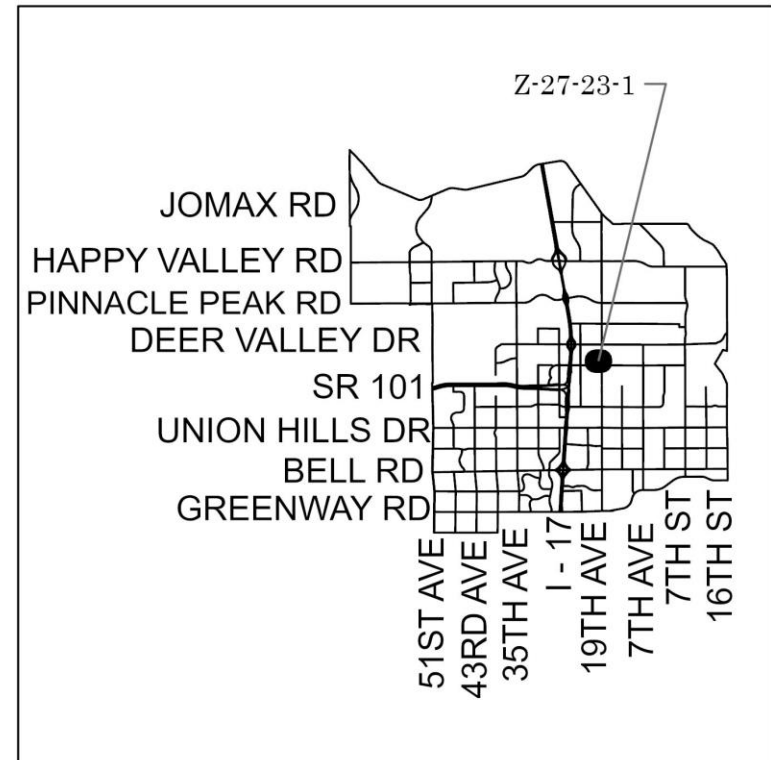 Z-27-23-1
JOMAX RD
HAPPY VALLEY RD
PINNACLE PEAK RD
DEER VALLEY DR
SR 101
UNION HILLS DR
BELL RD
GREENWAY RD
51ST AVE
43RD AVE
35TH AVE
I - 17
19TH AVE
7TH AVE
7TH ST
16TH ST